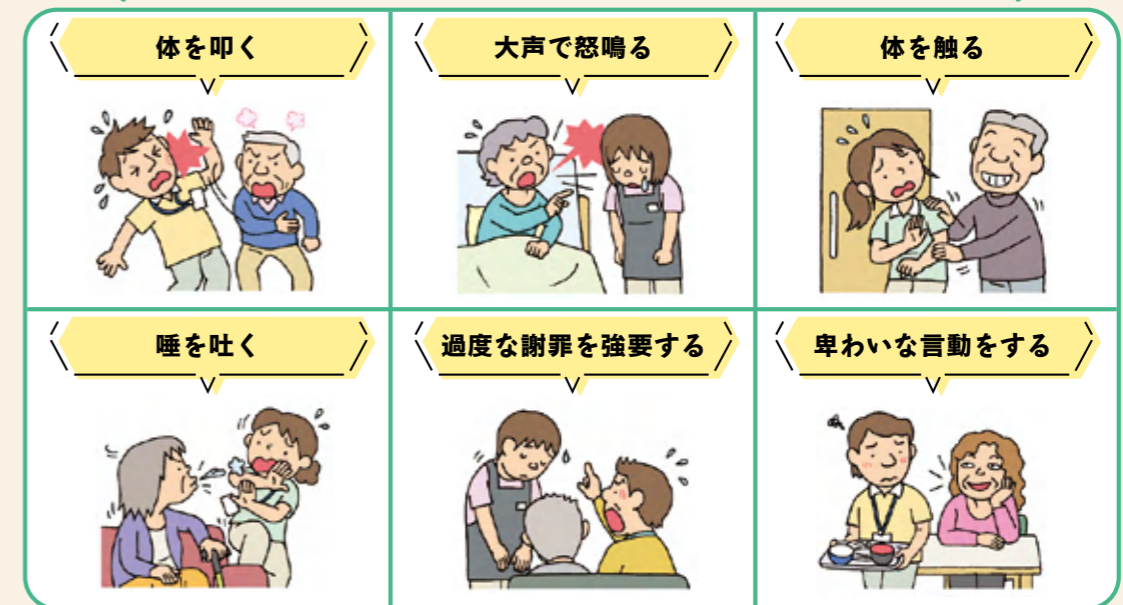 体を叩く
大声で怒鳴る
体を触る
唾を吐く
過度な謝罪を強要する
卑わいな言動をする